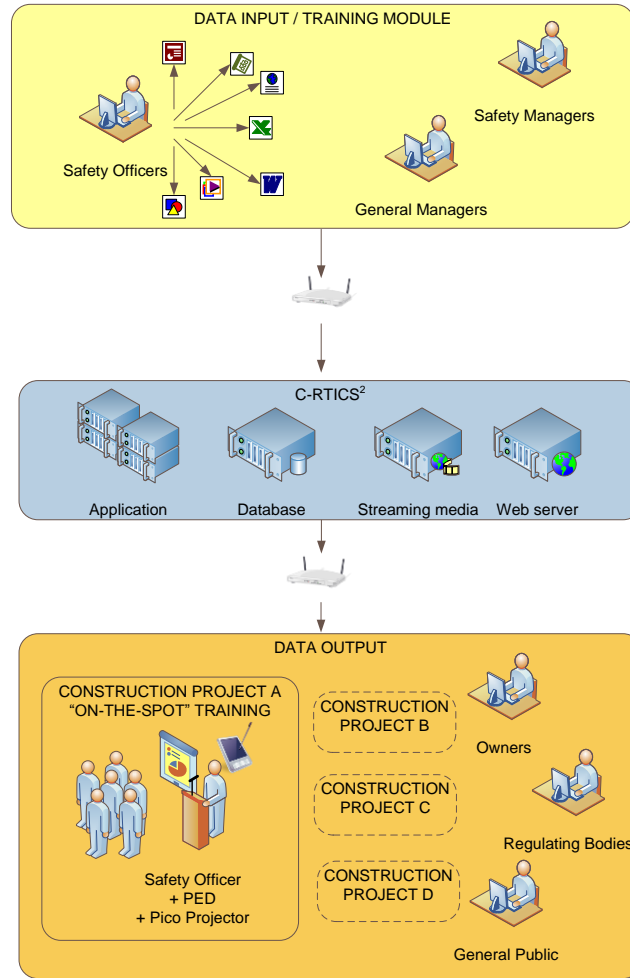 DATA INPUT / TRAINING MODULE
Safety Officers
Safety Managers
General Managers
W
C-RTICS²
Application
Database
Streaming media
Web server
DATA OUTPUT
CONSTRUCTION PROJECT A
“ON-THE-SPOT” TRAINING
Safety Officer
+ PED
+ Pico Projector
CONSTRUCTION
PROJECT B
CONSTRUCTION
PROJECT C
CONSTRUCTION
PROJECT D
Owners
Regulating Bodies
General Public